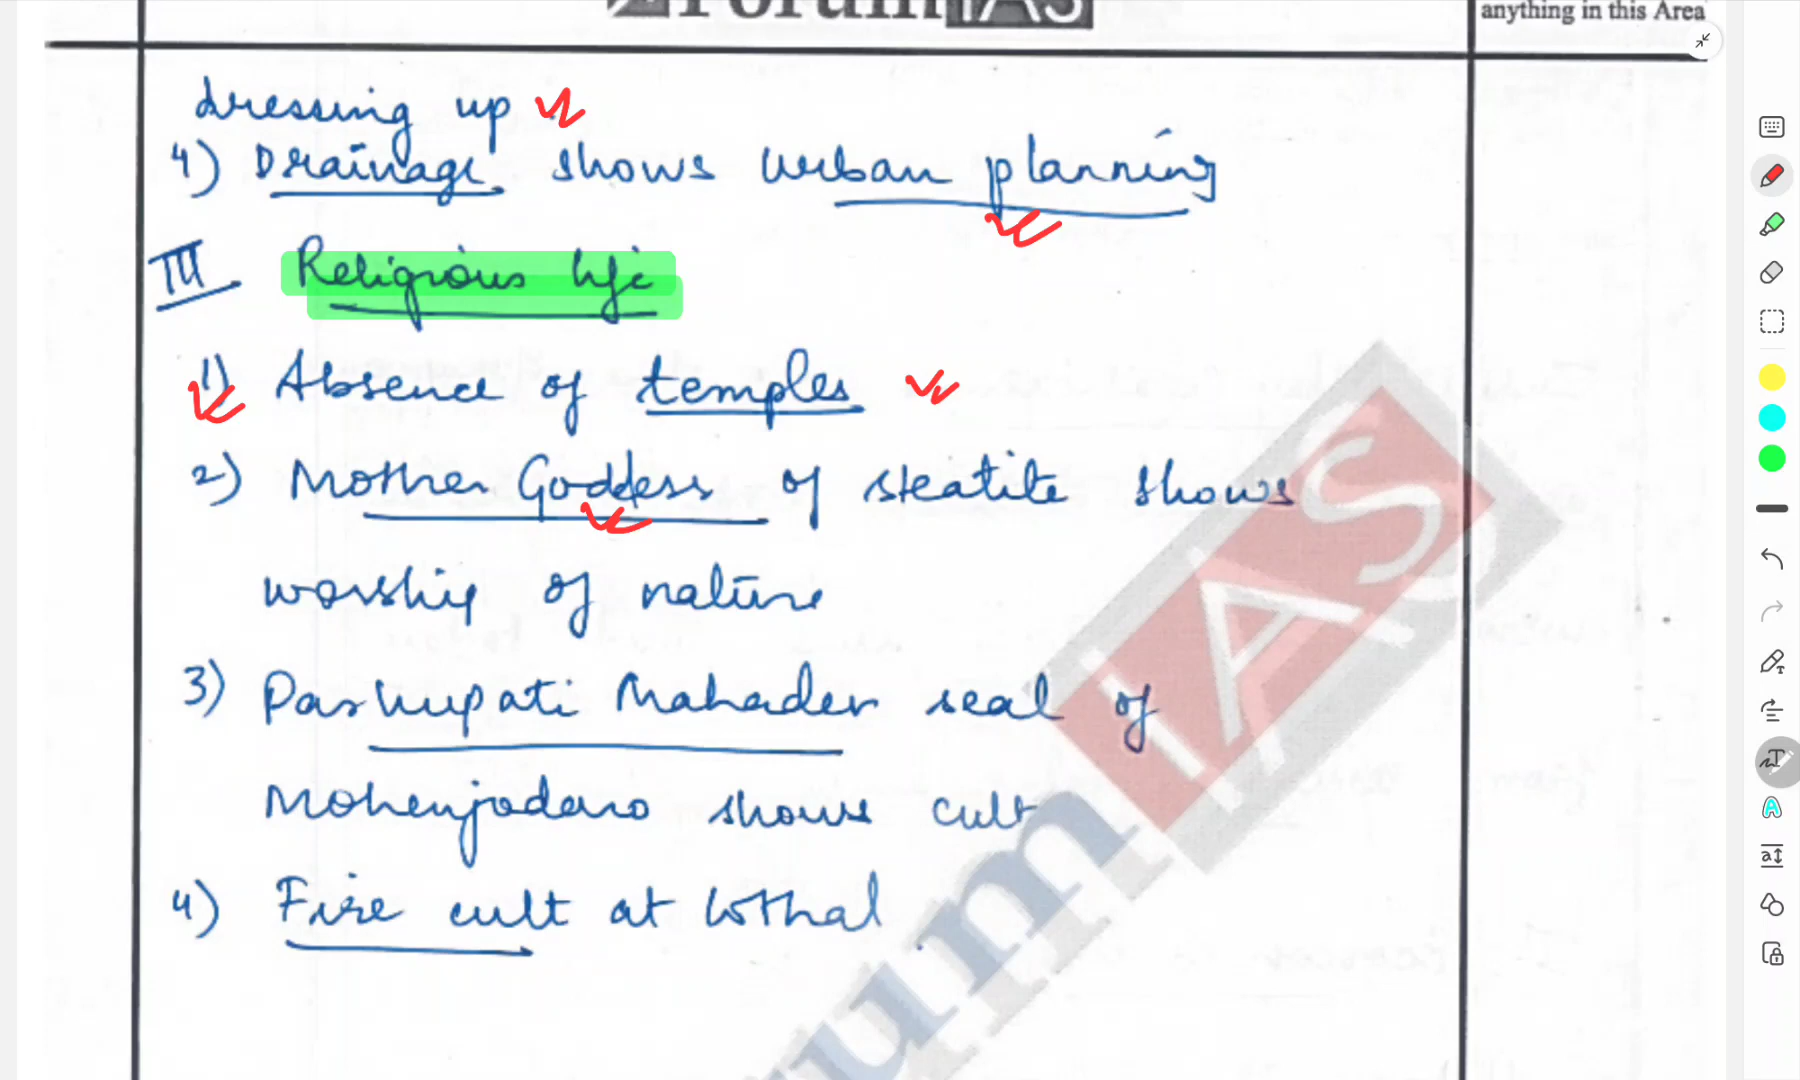 Forum IAS
anything in this Area
dressing up
4) Drainage shows urban planning
III Religious life
1) Absence of temples
2) Mother Goddess of steatite shows
worship of nature
3) Pashupati Mahadev seal of
Mohenjodaro shows cult
4) Fire cult at Lothal.